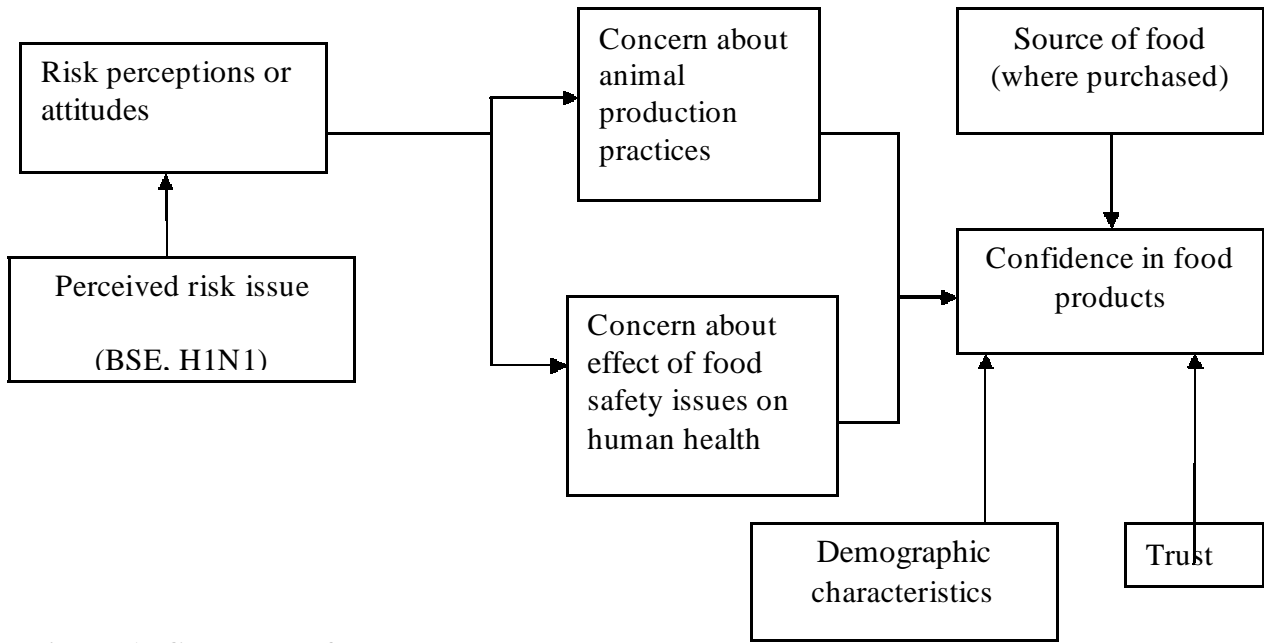 Risk perceptions or
attitudes
Concern about
animal
production
practices
Source of food
(where purchased)
Perceived risk issue
(BSE, H1N1)
Concern about
effect of food
safety issues on
human health
Confidence in food
products
Demographic
characteristics
Trust